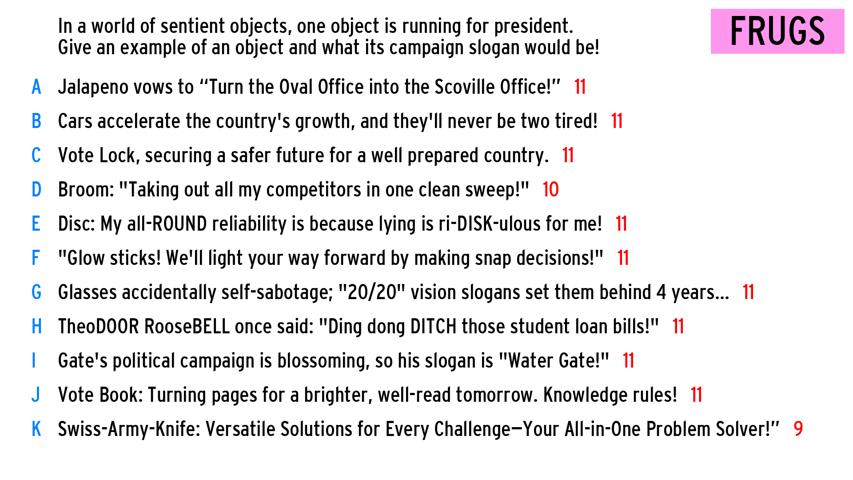 In a world of sentient objects, one object is running for president.
Give an example of an object and what its campaign slogan would be!
FRUGS
A Jalapeno vows to “Turn the Oval Office into the Scoville Office!” 11
B Cars accelerate the country's growth, and they'll never be two tired! 11
C Vote Lock, securing a safer future for a well prepared country. 11
D Broom: "Taking out all my competitors in one clean sweep!" 10
E Disc: My all-ROUND reliability is because lying is ri-DISK-ulous for me! 11
F "Glow sticks! We'll light your way forward by making snap decisions!" 11
G Glasses accidentally self-sabotage; "20/20" vision slogans set them behind 4 years... 11
H TheoDOOR RooseBELL once said: "Ding dong DITCH those student loan bills!" 11
I Gate's political campaign is blossoming, so his slogan is "Water Gate!" 11
J Vote Book: Turning pages for a brighter, well-read tomorrow. Knowledge rules! 11
K Swiss-Army-Knife: Versatile Solutions for Every Challenge—Your All-in-One Problem Solver!” 9